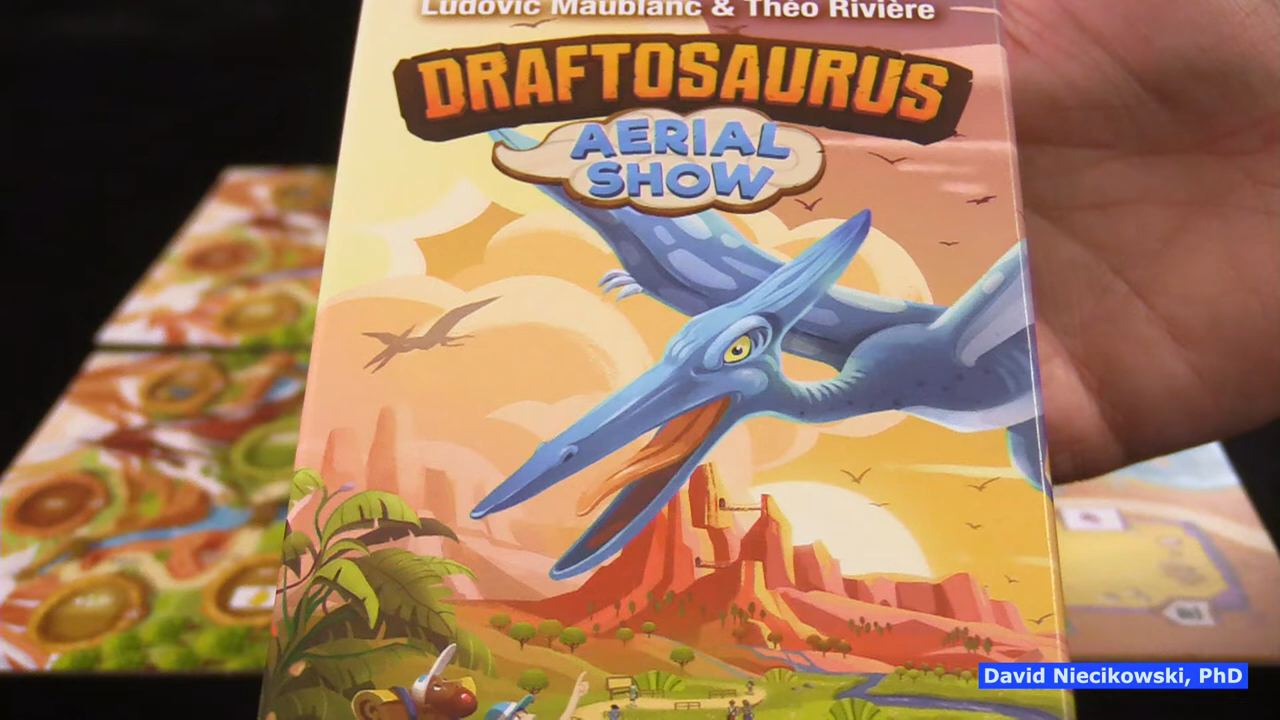 Ludovic Maublanc & Théo Rivière
DRAFTOSAURUS
AERIAL
SHOW
David Niecikowski, PhD